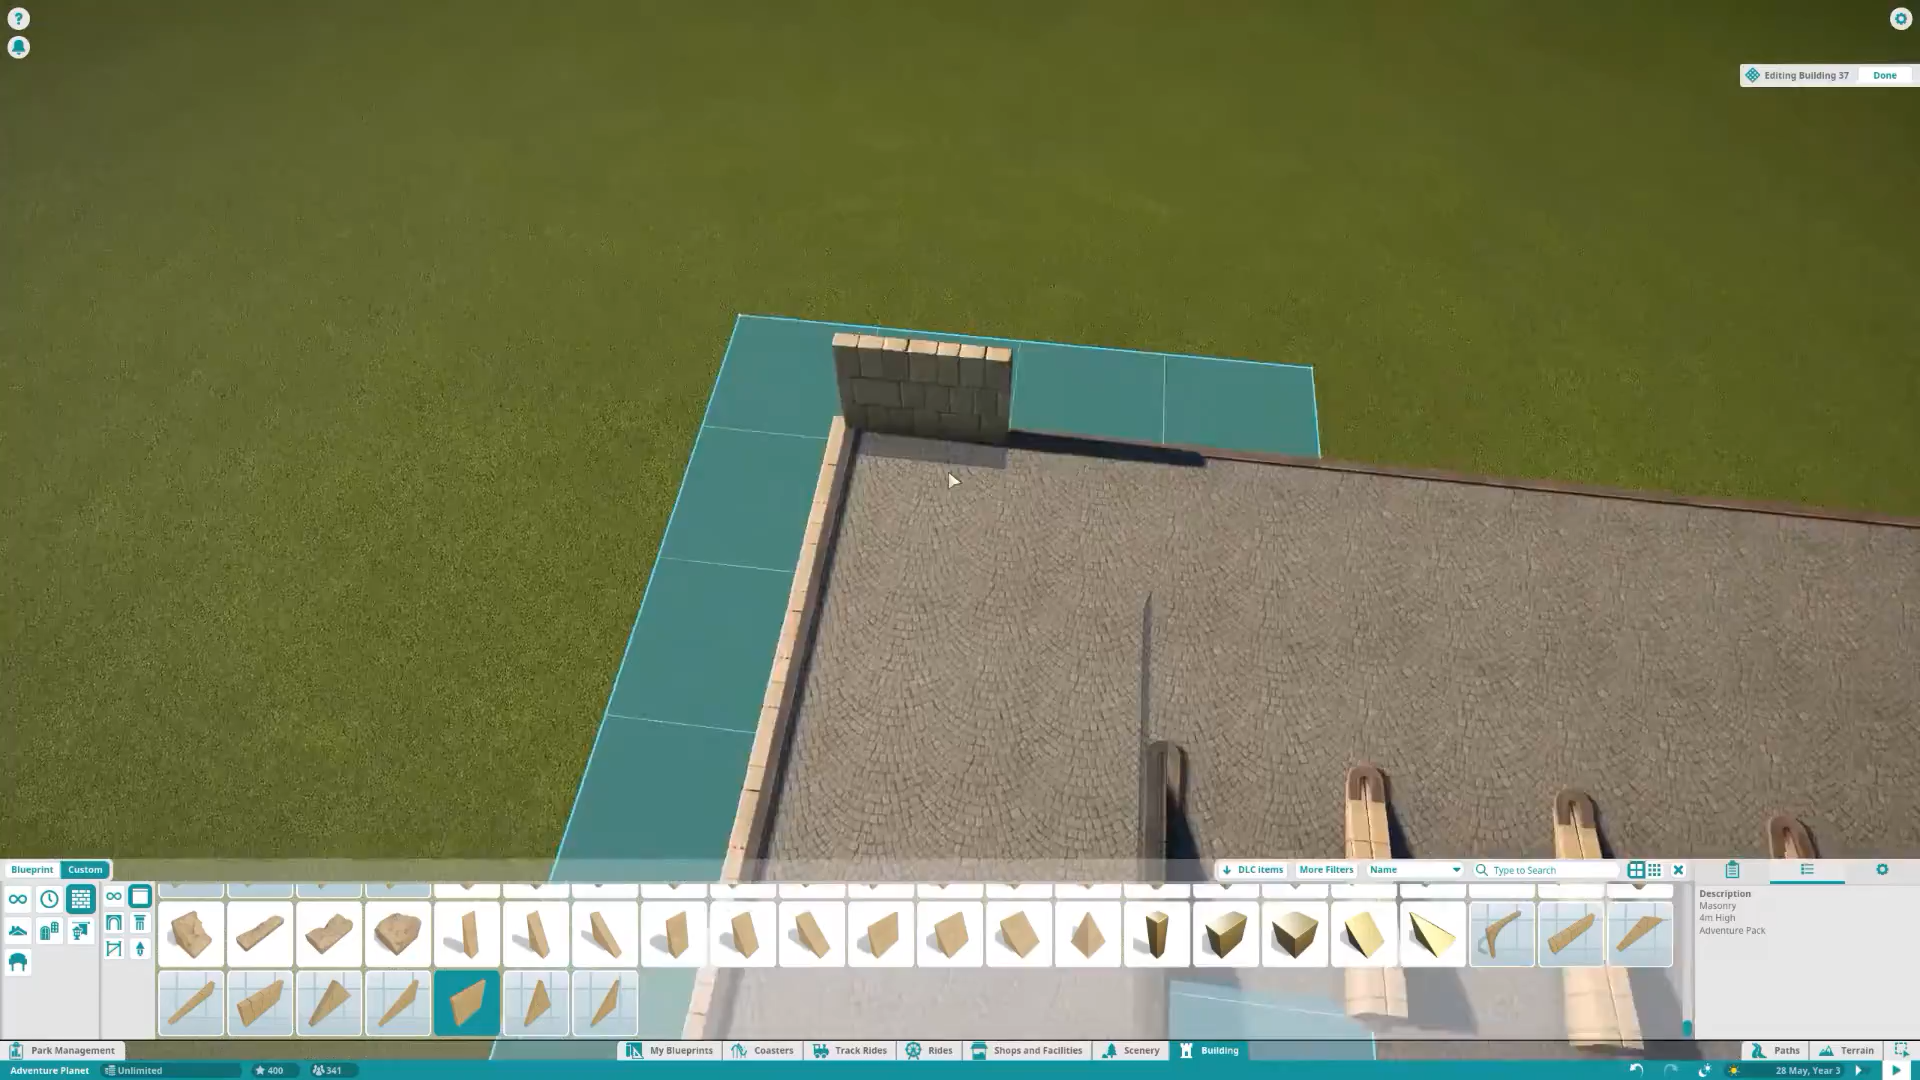 ?
Editing Building 37 Done
Blueprint Custom
DLC items More Filters Name Type to Search
Description
Masonry
4m High
Adventure Pack
Park Management My Blueprints Coasters Track Rides Rides Shops and Facilities Scenery Building Paths Terrain
Adventure Planet Unlimited 400 341 28 May, Year 3